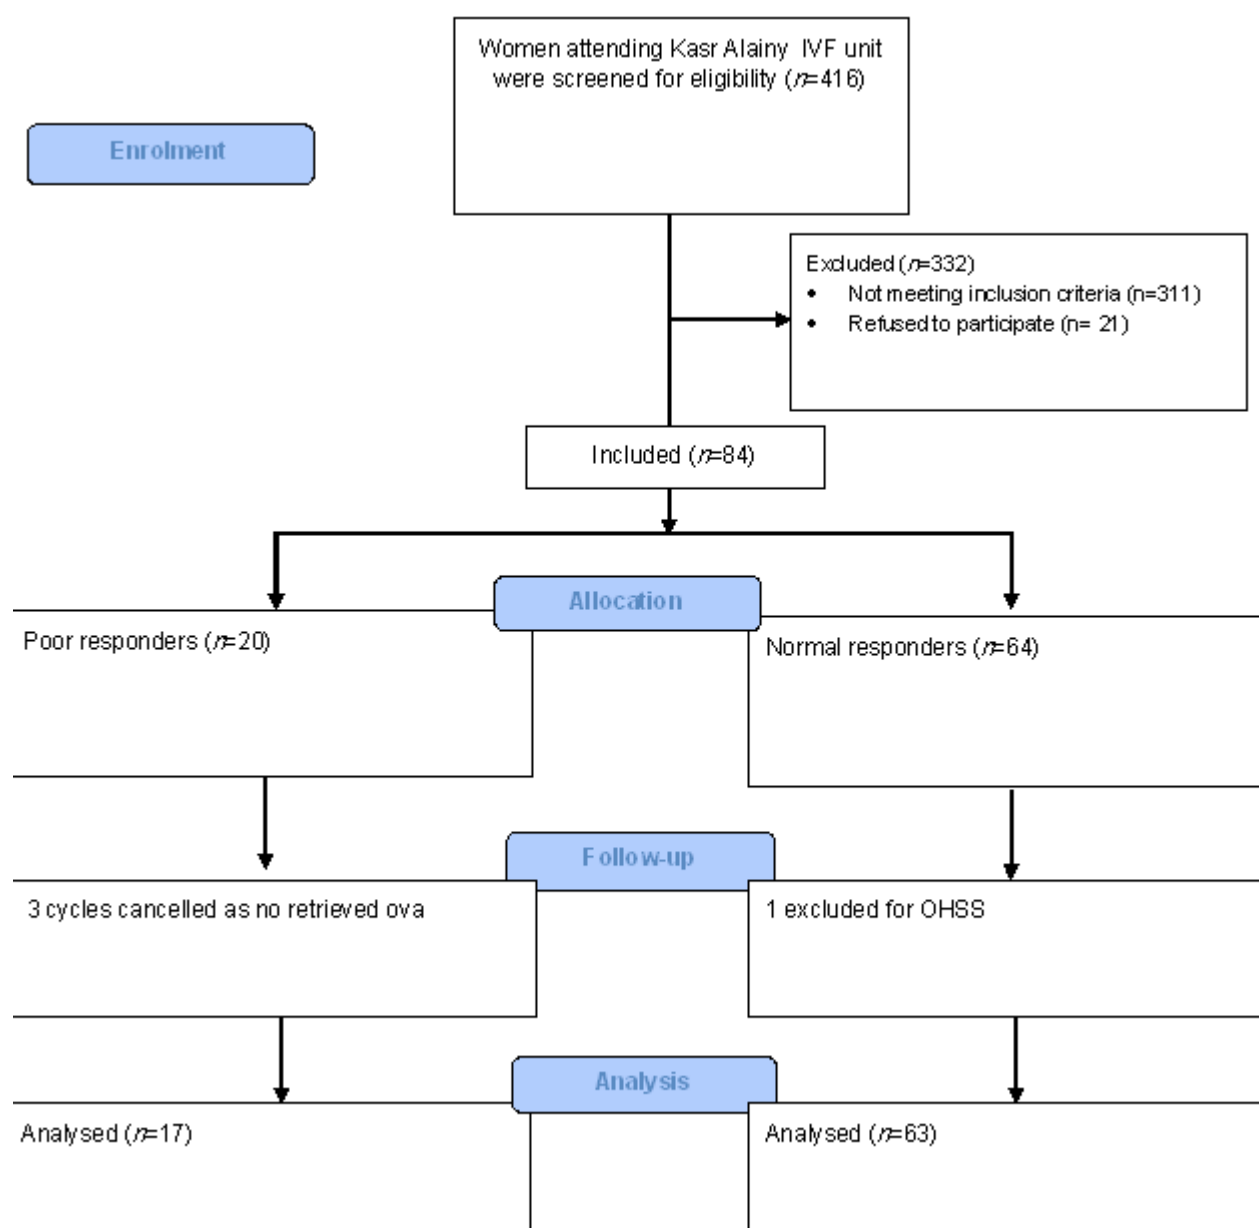 Women attending Kasr Alainy IVF unit
were screened for eligibility (n=416)
Enrolment
Excluded (n=332)
• Not meeting inclusion criteria (n=311)
• Refused to participate (n= 21)
Included (n=84)
Allocation
Poor responders (n=20)
Normal responders (n=64)
Follow-up
3 cycles cancelled as no retrieved ova
1 excluded for OHSS
Analysis
Analysed (n=17)
Analysed (n=63)